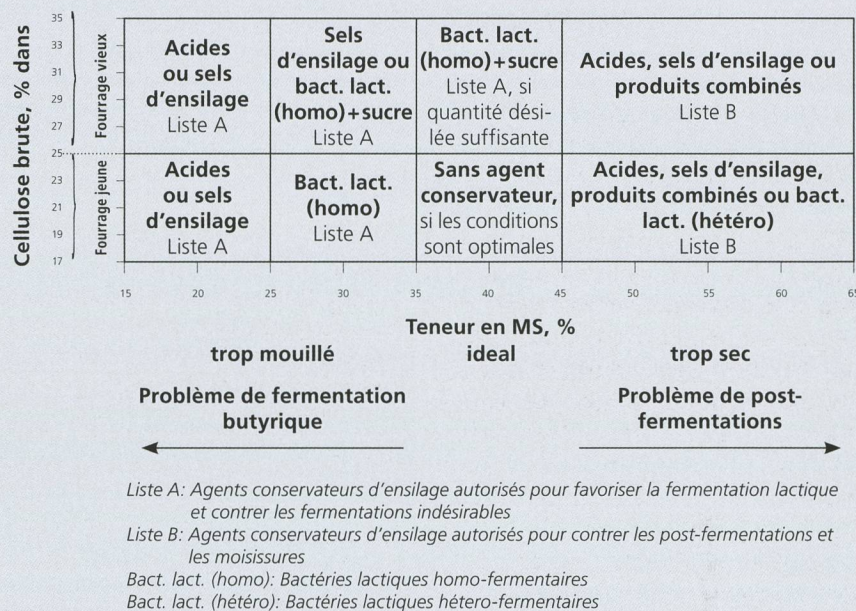 Cellulose brute, % dans
Fourrage vieux
Fourrage jeune
35
33
31
29
27
25
23
21
19
17
Acides
ou sels
d'ensilage
Liste A
Sels
d'ensilage ou
bact. lact.
(homo)+sucre
Liste A
Bact. lact.
(homo)+sucre
Liste A, si
quantité dési-
lée suffisante
Acides, sels d'ensilage ou
produits combinés
Liste B
Acides
ou sels
d'ensilage
Liste A
Bact. lact.
(homo)
Liste A
Sans agent
conservateur,
si les conditions
sont optimales
Acides, sels d'ensilage,
produits combinés ou bact.
lact. (hétéro)
Liste B
15 20 25 30 35 40 45 50 55 60 65
Teneur en MS, %
trop mouillé ideal trop sec
Problème de fermentation
butyrique
Problème de post-
fermentations
Liste A: Agents conservateurs d'ensilage autorisés pour favoriser la fermentation lactique
et contrer les fermentations indésirables
Liste B: Agents conservateurs d'ensilage autorisés pour contrer les post-fermentations et
les moisissures
Bact. lact. (homo): Bactéries lactiques homo-fermentaires
Bact. lact. (hétéro): Bactéries lactiques hétero-fermentaires